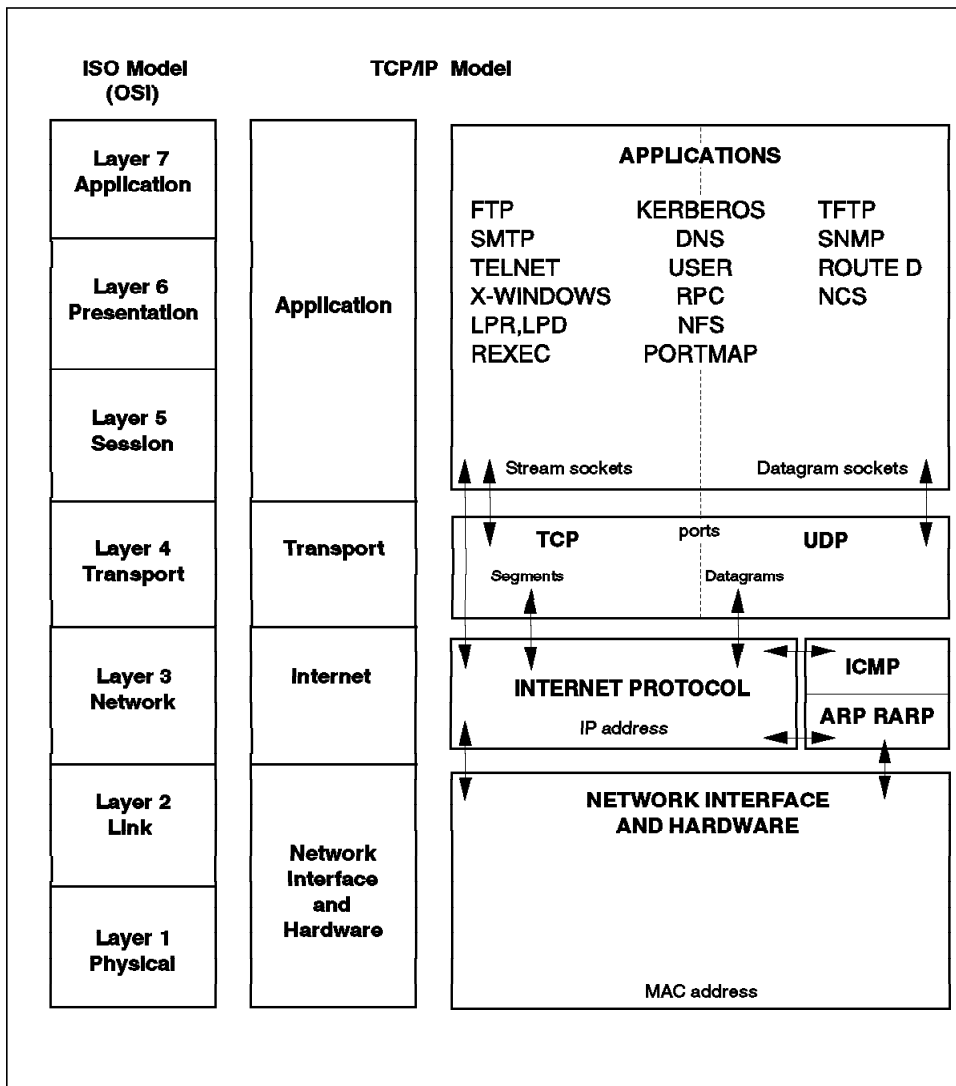 ISO Model
(OSI)
TCP/IP Model
Layer 7
Application
Layer 6
Presentation
Layer 5
Session
Layer 4
Transport
Layer 3
Network
Layer 2
Link
Layer 1
Physical
Application
Transport
Internet
Network
Interface
and
Hardware
APPLICATIONS
FTP KERBEROS TFTP
SMTP DNS SNMP
TELNET USER ROUTE D
X-WINDOWS RPC NCS
LPR,LPD NFS
REXEC PORTMAP
Stream sockets Datagram sockets
TCP ports UDP
Segments Datagrams
INTERNET PROTOCOL
IP address
ICMP
ARP RARP
NETWORK INTERFACE
AND HARDWARE
MAC address